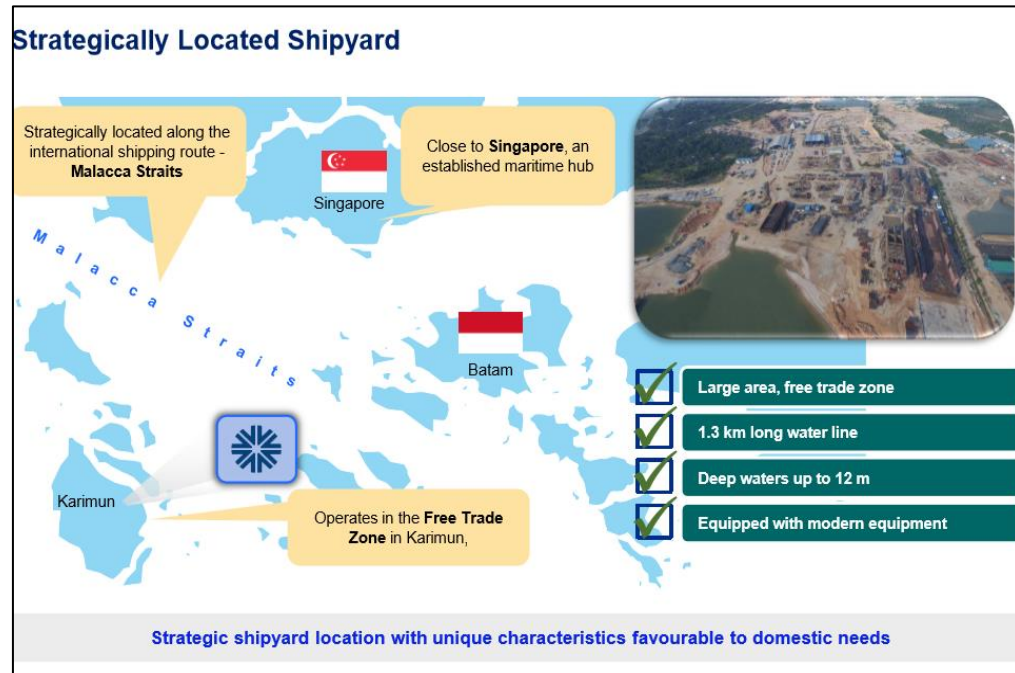 Strategically Located Shipyard
Strategically located along the
international shipping route -
Malacca Straits
Close to Singapore, an
established maritime hub
Singapore
Malacca Straits
Batam
Karimun
Operates in the Free Trade
Zone in Karimun,
Large area, free trade zone
1.3 km long water line
Deep waters up to 12 m
Equipped with modern equipment
Strategic shipyard location with unique characteristics favourable to domestic needs